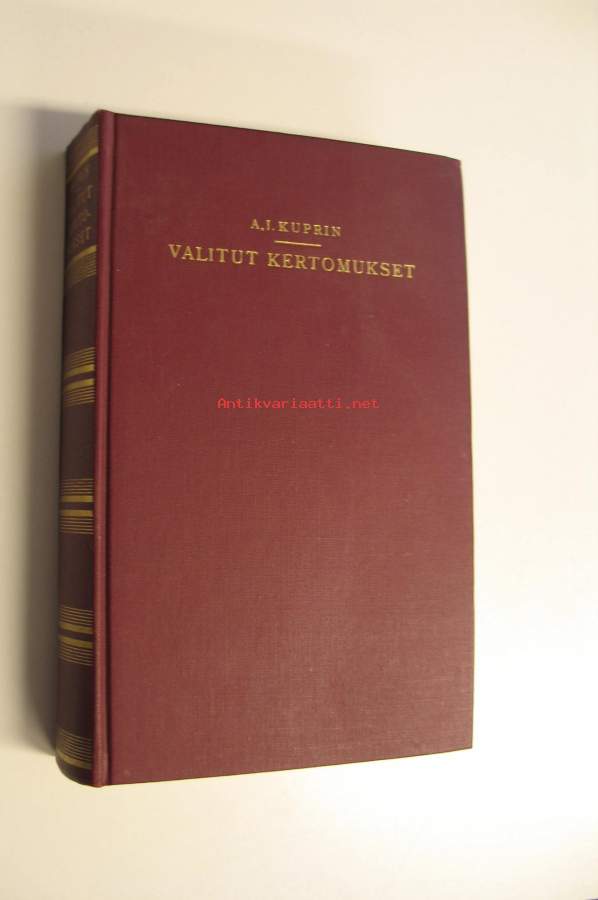 A.I. KUPRIN
VALITUT KERTOMUKSET
Antikvariaatti.net